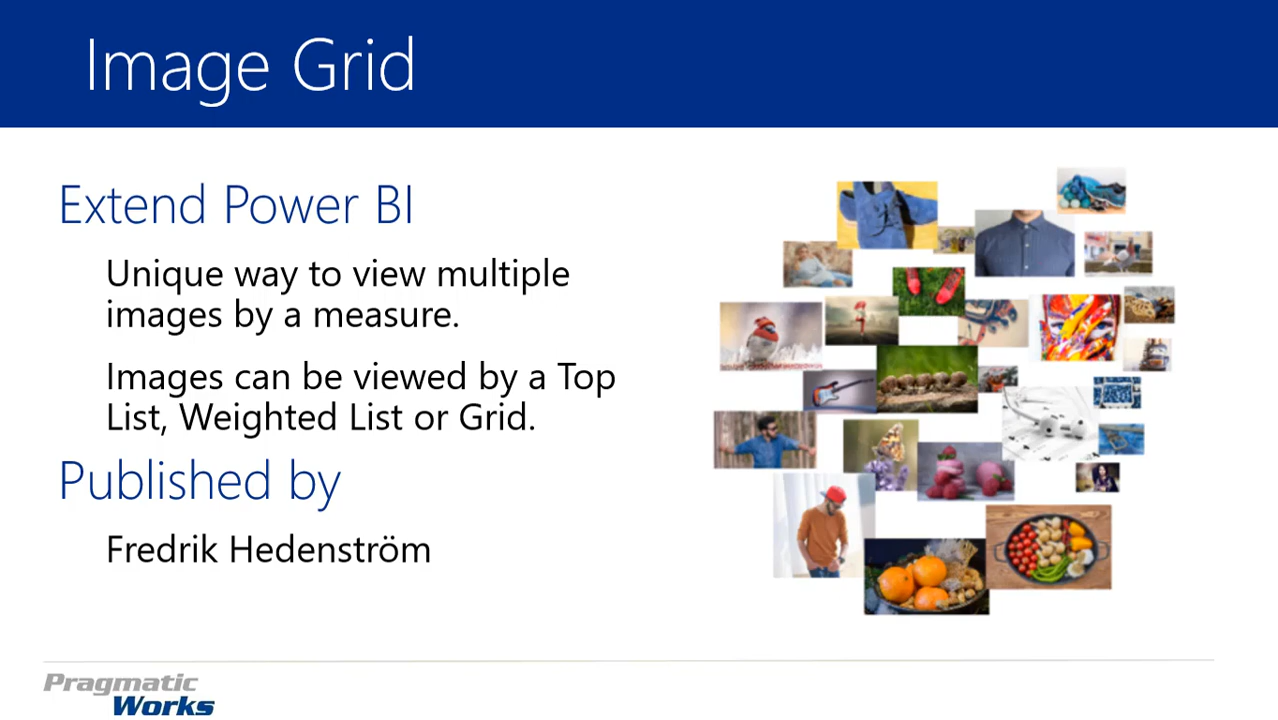 Image Grid
Extend Power BI
Unique way to view multiple
images by a measure.
Images can be viewed by a Top
List, Weighted List or Grid.
Published by
Fredrik Hedenström
Pragmatic
Works